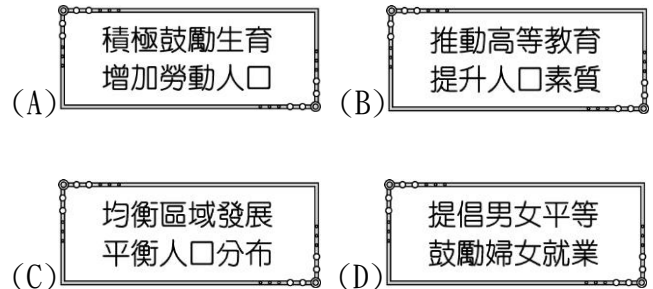 (A)
積極鼓勵生育
增加勞動人口
(B)
推動高等教育
提升人口素質
(C)
均衡區域發展
平衡人口分布
(D)
提倡男女平等
鼓勵婦女就業